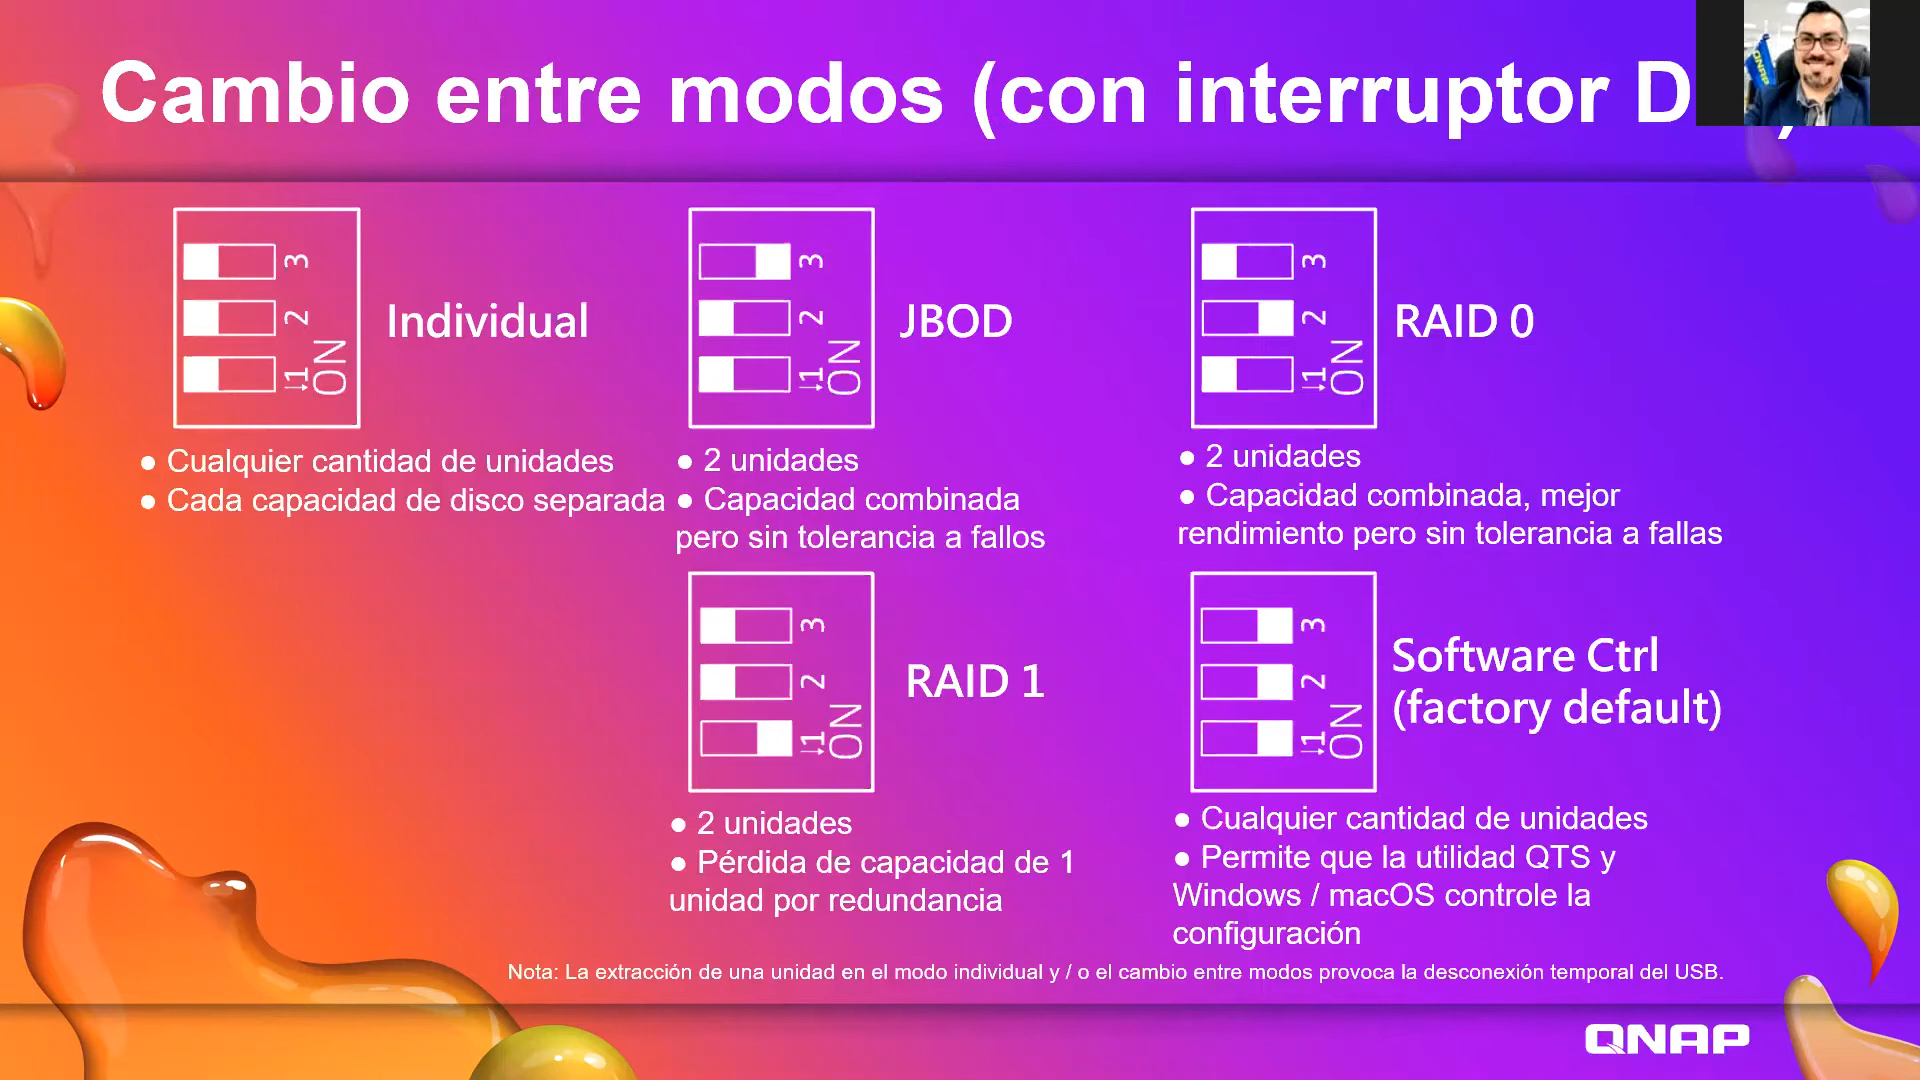 Cambio entre modos (con interruptor D
3
2
1
ON
Individual
● Cualquier cantidad de unidades
● Cada capacidad de disco separada
3
2
1
ON
JBOD
● 2 unidades
● Capacidad combinada
pero sin tolerancia a fallos
3
2
1
ON
RAID 0
● 2 unidades
● Capacidad combinada, mejor
rendimiento pero sin tolerancia a fallas
3
2
1
ON
RAID 1
● 2 unidades
● Pérdida de capacidad de 1
unidad por redundancia
3
2
1
ON
Software Ctrl
(factory default)
● Cualquier cantidad de unidades
● Permite que la utilidad QTS y
Windows / macOS controle la
configuración
Nota: La extracción de una unidad en el modo individual y / o el cambio entre modos provoca la desconexión temporal del USB.
QNAP